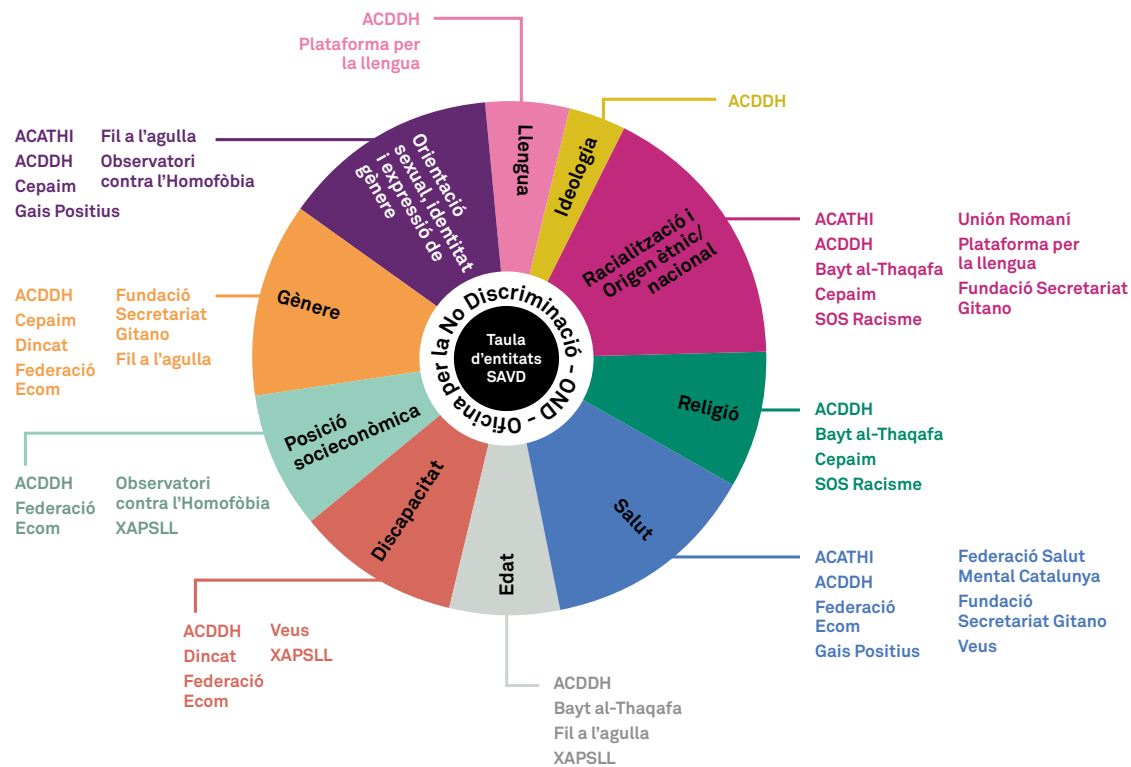 ACDDH
Plataforma per
la llengua
ACDDH
ACATHI
ACDDH
Cepaim
Gais Positius
Fil a l’agulla
Observatori
contra l’Homofòbia
ACATHI
ACDDH
Bayt al-Thaqafa
Cepaim
SOS Racisme
Unión Romaní
Plataforma per
la llengua
Fundació Secretariat
Gitano
ACDDH
Cepaim
Dincat
Federació
Ecom
Fundació
Secretariat
Gitano
Fil a l’agulla
ACDDH
Bayt al-Thaqafa
Cepaim
SOS Racisme
ACDDH
Federació
Ecom
Observatori
contra l’Homofòbia
XAPSLL
ACATHI
ACDDH
Federació
Ecom
Gais Positius
Federació Salut
Mental Catalunya
Fundació
Secretariat Gitano
Veus
ACDDH
Dincat
Federació
Ecom
Veus
XAPSLL
ACDDH
Bayt al-Thaqafa
Fil a l’agulla
XAPSLL
Llengua
Ideologia
Racialització i
Origen ètnic/
nacional
Religió
Salut
Edat
Discapacitat
Posició
socieconòmica
Gènere
Orientació
sexual, identitat
i expressió de
gènere
Oficina per la No Discriminació - OND -
Taula
d’entitats
SAVD